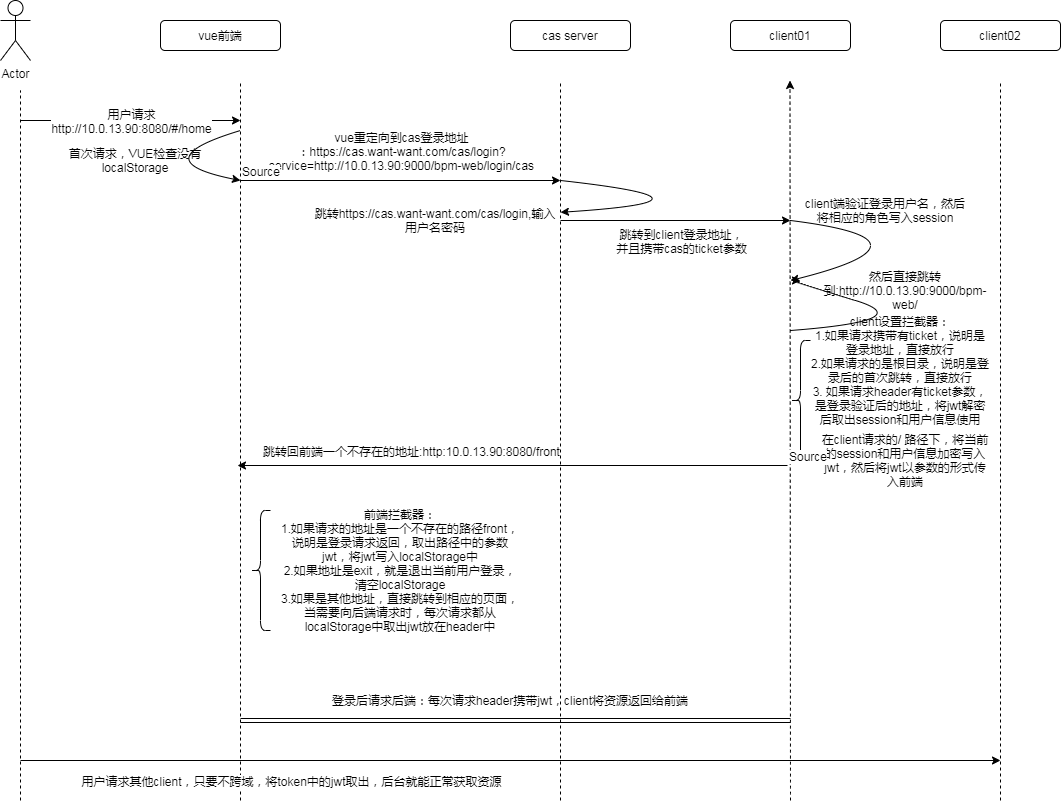 Actor
vue前端
cas server
client01
client02
用户请求
http://10.0.13.90:8080/#/home
首次请求，VUE检查没有
localStorage
Source
vue重定向到cas登录地址
：https://cas.want-want.com/cas/login?
service=http://10.0.13.90:9000/bpm-web/login/cas
跳转https://cas.want-want.com/cas/login,输入
用户名密码
跳转到client登录地址，
并且携带cas的ticket参数
client端验证登录用户名，然后
将相应的角色写入session
然后直接跳转
到:http://10.0.13.90:9000/bpm-
web/
client设置拦截器：
1.如果请求携带有ticket，说明是
登录地址，直接放行
2.如果请求的是根目录，说明是登
录后的首次跳转，直接放行
3. 如果请求header有ticket参数，
是登录验证后的地址，将jwt解密
后取出session和用户信息使用
Source
在client请求的/ 路径下，将当前
的session和用户信息加密写入
jwt，然后将jwt以参数的形式传
入前端
跳转回前端一个不存在的地址:http:10.0.13.90:8080/front
前端拦截器：
1.如果请求的地址是一个不存在的路径front，
说明是登录请求返回，取出路径中的参数
jwt，将jwt写入localStorage中
2.如果地址是exit，就是退出当前用户登录，
清空localStorage
3.如果是其他地址，直接跳转到相应的页面，
当需要向后端请求时，每次请求都从
localStorage中取出jwt放在header中
登录后请求后端：每次请求header携带jwt，client将资源返回给前端
用户请求其他client，只要不跨域，将token中的jwt取出，后台就能正常获取资源